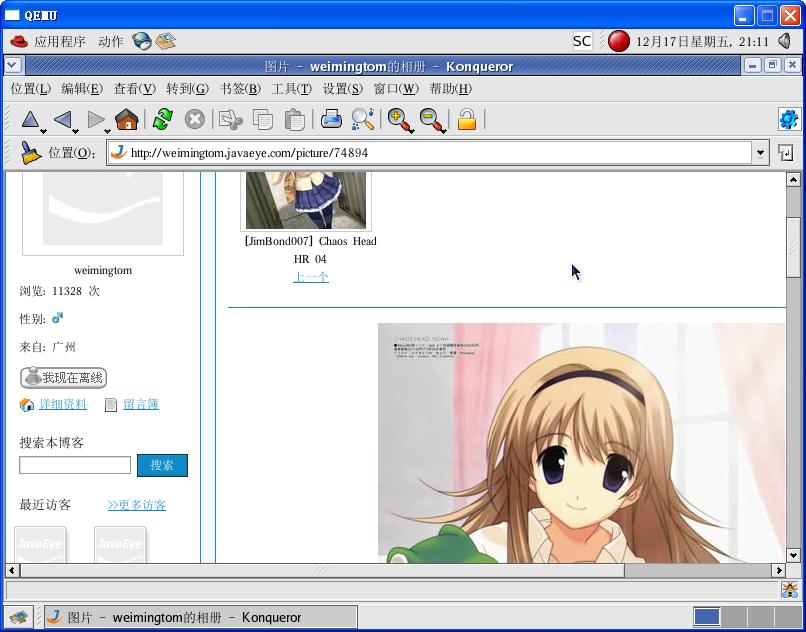 QEMU
应用程序 动作 SC 12月17日星期五, 21:11
图片 - weimingtom的相册 - Konqueror
位置(L) 编辑(E) 查看(V) 转到(G) 书签(B) 工具(T) 设置(S) 窗口(W) 帮助(H)
位置(O): http://weimingtom.javaeye.com/picture/74894
weimingtom
浏览: 11328 次
性别:
来自: 广州
我现在离线
详细资料 留言簿
搜索本博客
搜索
最近访客 >>更多访客
JavaEye JavaEye
[JimBond007] Chaos Head
HR 04
上一个
CHAOS HEAD NOAH
图片 - weimingtom的相册 - Konqueror